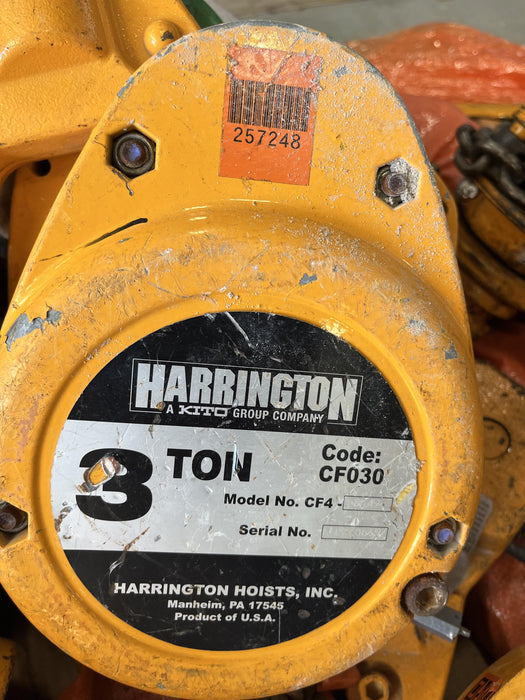 257248
HARRINGTON
A KITO GROUP COMPANY
3 TON
Code:
CF030
Model No. CF4 -
Serial No.
HARRINGTON HOISTS, INC.
Manheim, PA 17545
Product of U.S.A.